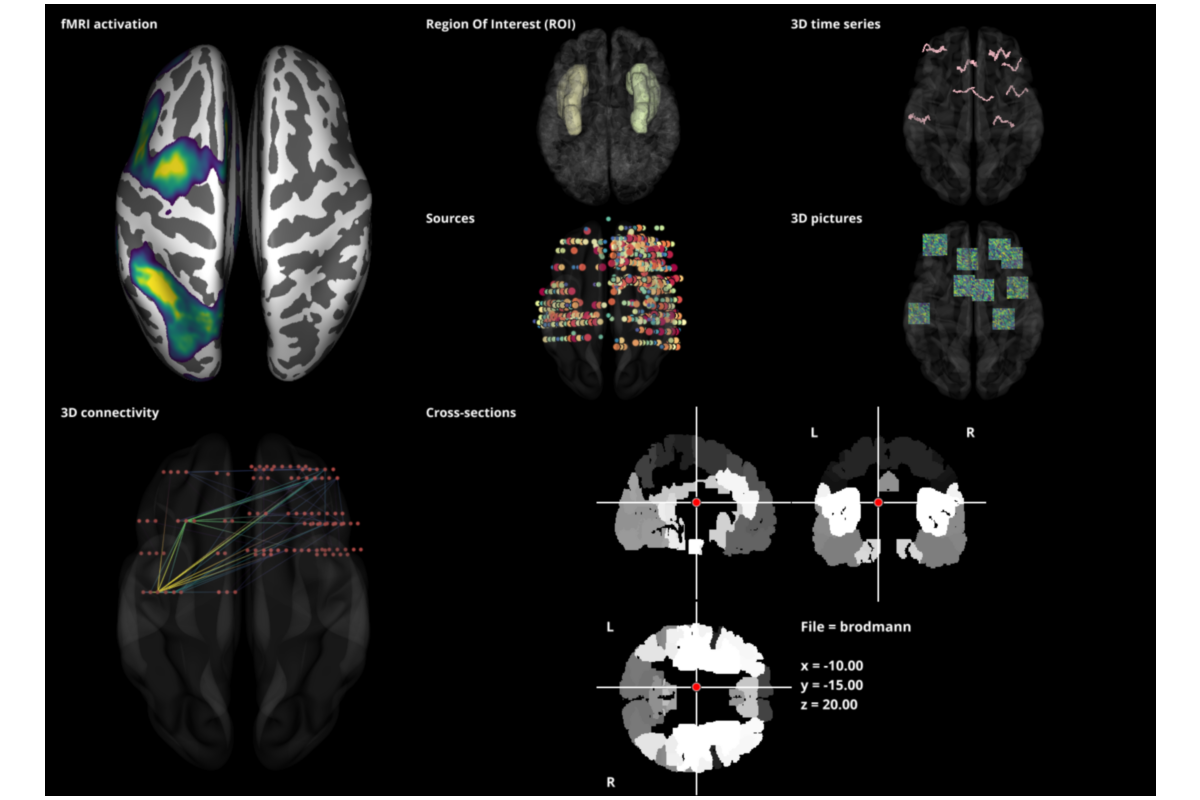 fMRI activation
Region Of Interest (ROI)
3D time series
Sources
3D pictures
3D connectivity
Cross-sections
L
R
L
File = brodmann
x = -10.00
y = -15.00
z = 20.00
R